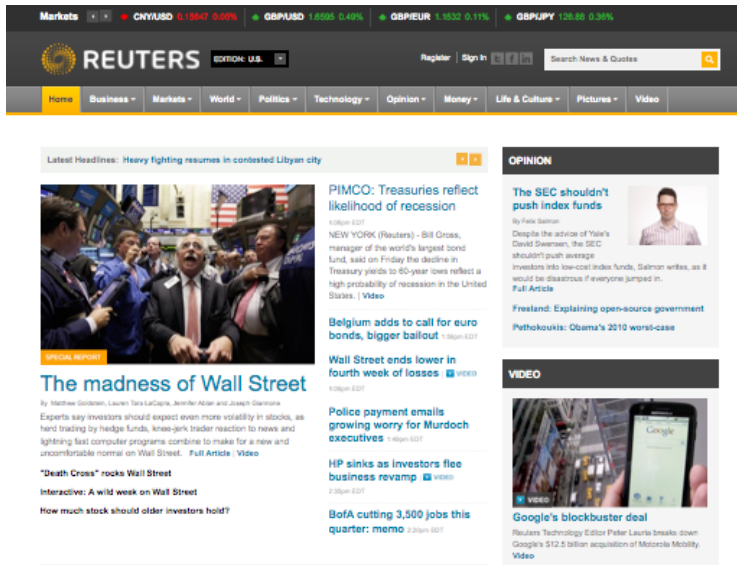 Markets CNY/USD 0.15647 0.06% GBP/USD 1.6595 0.49% GBP/EUR 1.1532 0.11% GBP/JPY 126.88 0.36%
REUTERS EDITION: U.S.
Register Sign In
Search News & Quotes
Home Business Markets World Politics Technology Opinion Money Life & Culture Pictures Video
Latest Headlines: Heavy fighting resumes in contested Libyan city
SPECIAL REPORT
The madness of Wall Street
By Matthew Goldstein, Lauren Tara LaCapra, Jennifer Ablan and Joseph Giannone
Experts say investors should expect even more volatility in stocks, as
herd trading by hedge funds, knee-jerk trader reaction to news and
lightning fast computer programs combine to make for a new and
uncomfortable normal on Wall Street. Full Article | Video
"Death Cross" rocks Wall Street
Interactive: A wild week on Wall Street
How much stock should older investors hold?
PIMCO: Treasuries reflect
likelihood of recession
4:08pm EDT
NEW YORK (Reuters) - Bill Gross,
manager of the world's largest bond
fund, said on Friday the decline in
Treasury yields to 60-year lows reflect a
high probability of recession in the United
States. | Video
Belgium adds to call for euro
bonds, bigger bailout 1:58pm EDT
Wall Street ends lower in
fourth week of losses VIDEO
Police payment emails
growing worry for Murdoch
executives 1:46pm EDT
HP sinks as investors flee
business revamp VIDEO
2:35pm EDT
BofA cutting 3,500 jobs this
quarter: memo 2:20pm EDT
OPINION
The SEC shouldn't
push index funds
By Felix Salmon
Despite the advice of Yale's
David Swensen, the SEC
shouldn't push average
investors into low-cost index funds, Salmon writes, as it
would be disastrous if everyone jumped in.
Full Article
Freeland: Explaining open-source government
Pethokoukis: Obama's 2010 worst-case
VIDEO
Google
VIDEO
Google's blockbuster deal
Reuters Technology Editor Peter Lauria breaks down
Google's $12.5 billion acquisition of Motorola Mobility.
Video